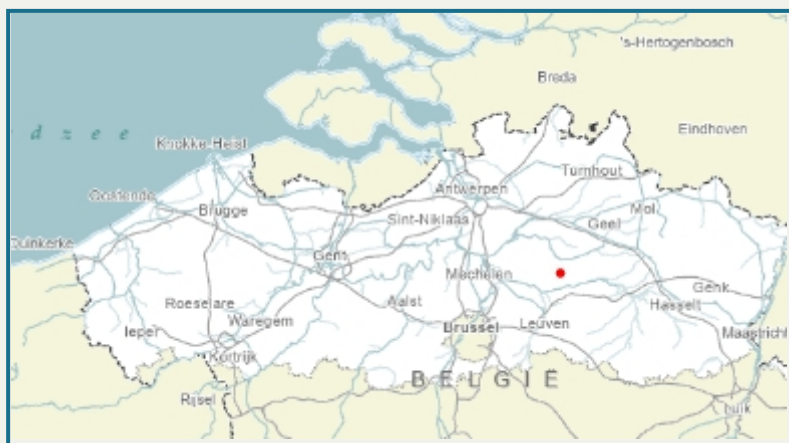 's-Hertogenbosch
Breda
Eindhoven
dzee
Knokke-Heist
Turnhout
Antwerpen
Oostende
Brugge
Sint-Niklaas
Mol
Geel
Duinkerke
Gent
Mechelen
Genk
Roeselare
Aalst
Hasselt
Waregem
Brussel
Leuven
Ieper
Maastricht
Kortrijk
BELGIË
Rijsel
Luik